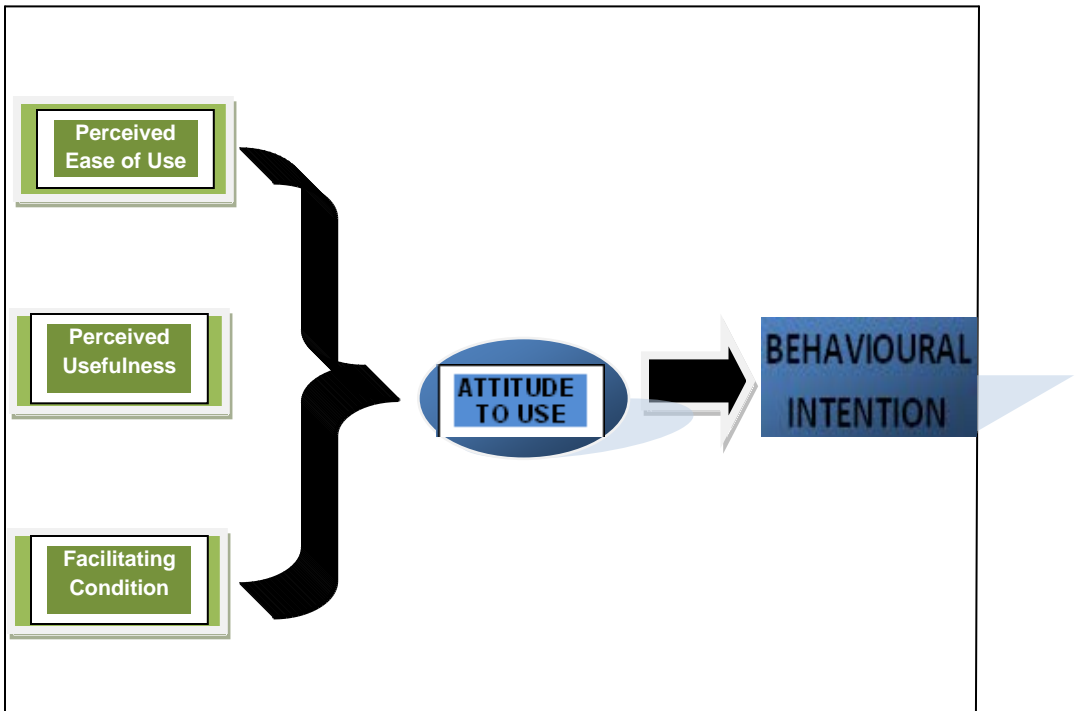 Perceived
Ease of Use
Perceived
Usefulness
Facilitating
Condition
ATTITUDE
TO USE
BEHAVIOURAL
INTENTION